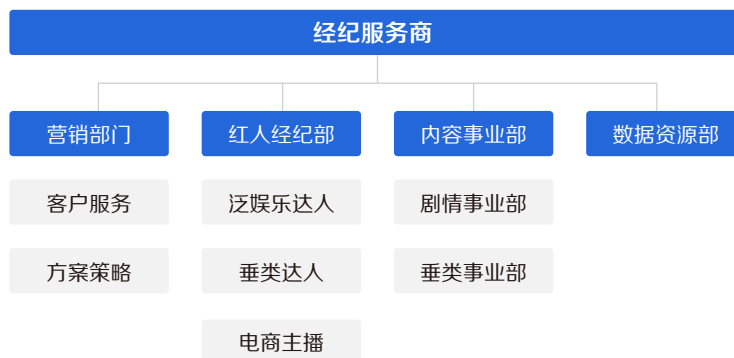 经纪服务商
营销部门
红人经纪部
内容事业部
数据资源部
客户服务
泛娱乐达人
剧情事业部
方案策略
垂类达人
垂类事业部
电商主播